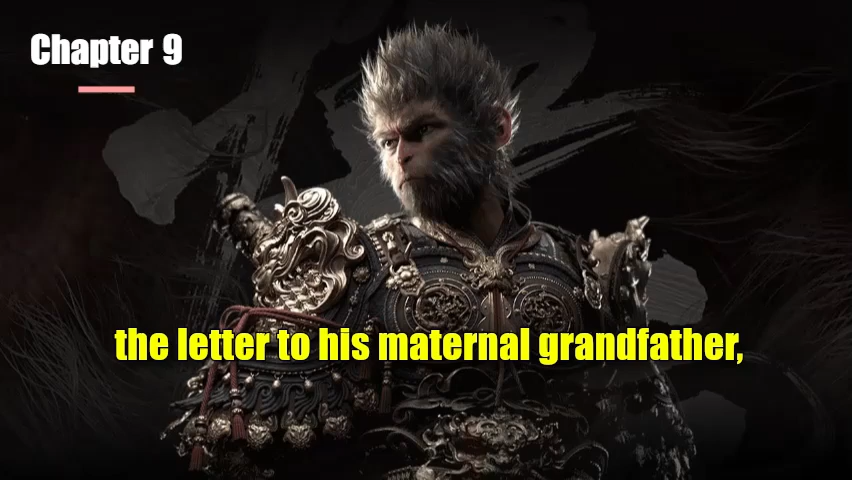 Chapter 9
the letter to his maternal grandfather,